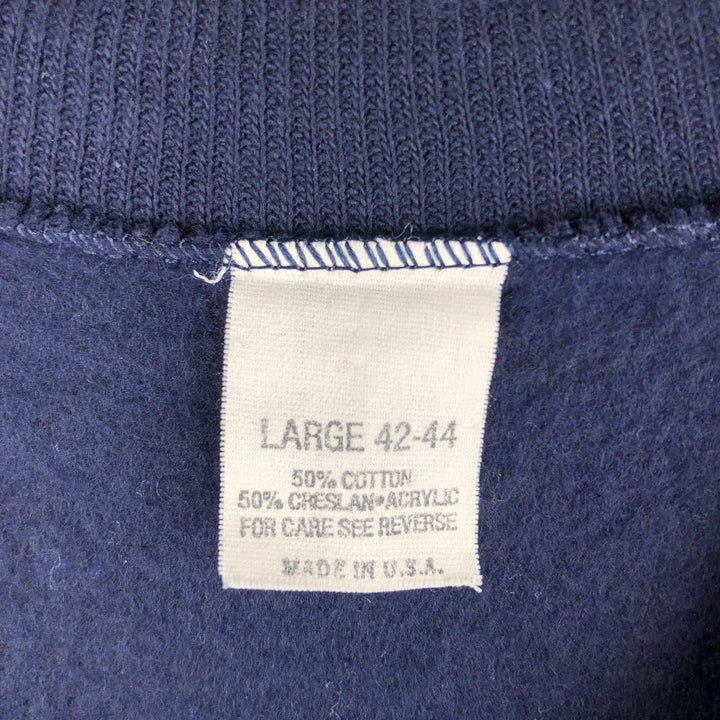 LARGE 42-44
50% COTTON
50% CRESLAN®ACRYLIC
FOR CARE SEE REVERSE
MADE IN U.S.A.